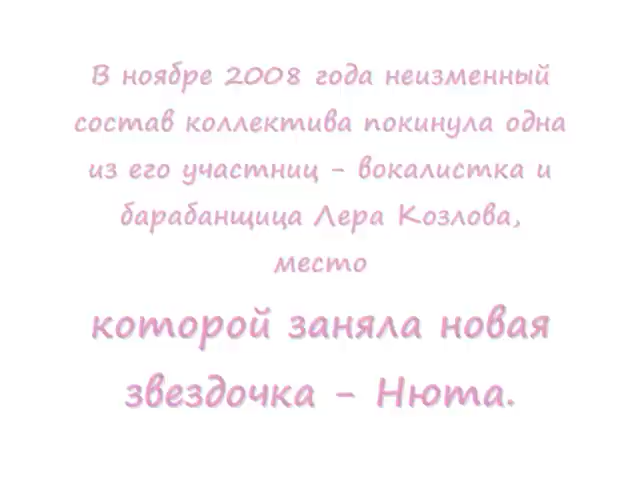 В ноябре 2008 года неизменный
состав коллектива покинула одна
из его участниц - вокалистка и
барабанщица Лера Козлова,
место
которой заняла новая
звездочка - Нюта.